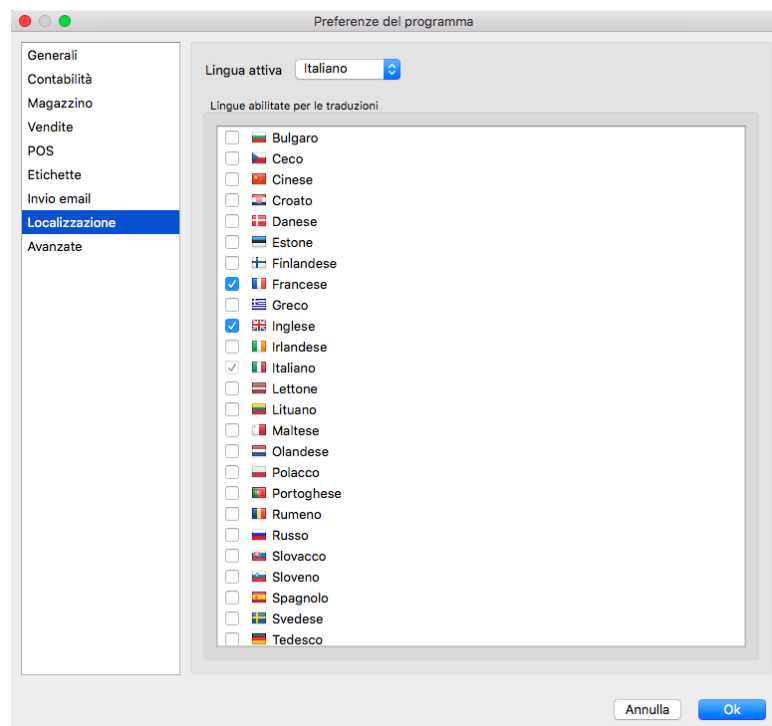 Preferenze del programma
Generali
Contabilità
Magazzino
Vendite
POS
Etichette
Invio email
Localizzazione
Avanzate
Lingua attiva Italiano
Lingue abilitate per le traduzioni
Bulgaro
Ceco
Cinese
Croato
Danese
Estone
Finlandese
Francese
Greco
Inglese
Irlandese
Italiano
Lettone
Lituano
Maltese
Olandese
Polacco
Portoghese
Rumeno
Russo
Slovacco
Sloveno
Spagnolo
Svedese
Tedesco
Annulla Ok